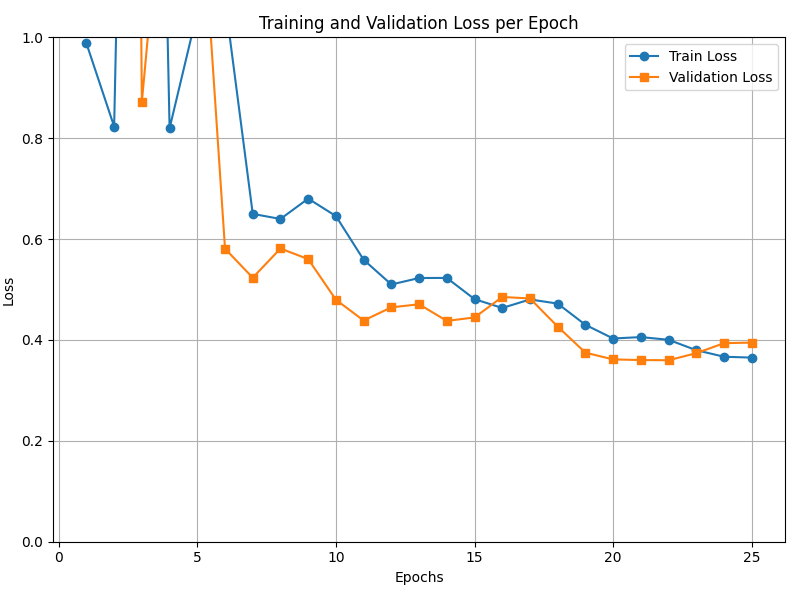 Training and Validation Loss per Epoch
Train Loss
Validation Loss
Loss
1.0
0.8
0.6
0.4
0.2
0.0
0 5 10 15 20 25
Epochs